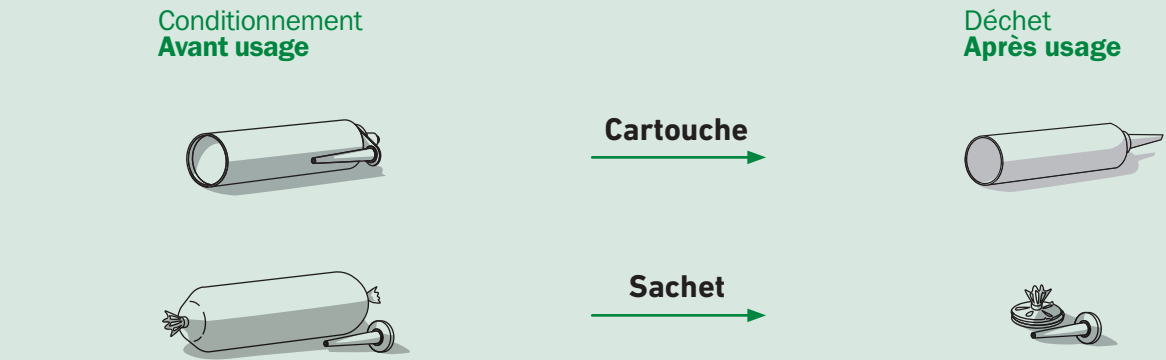 Conditionnement
Avant usage
Déchet
Après usage
Cartouche
Sachet